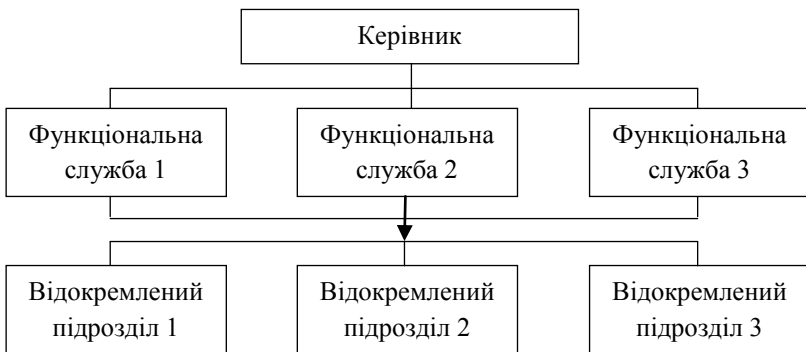 Керівник
Функціональна
служба 1
Функціональна
служба 2
Функціональна
служба 3
Відокремлений
підрозділ 1
Відокремлений
підрозділ 2
Відокремлений
підрозділ 3